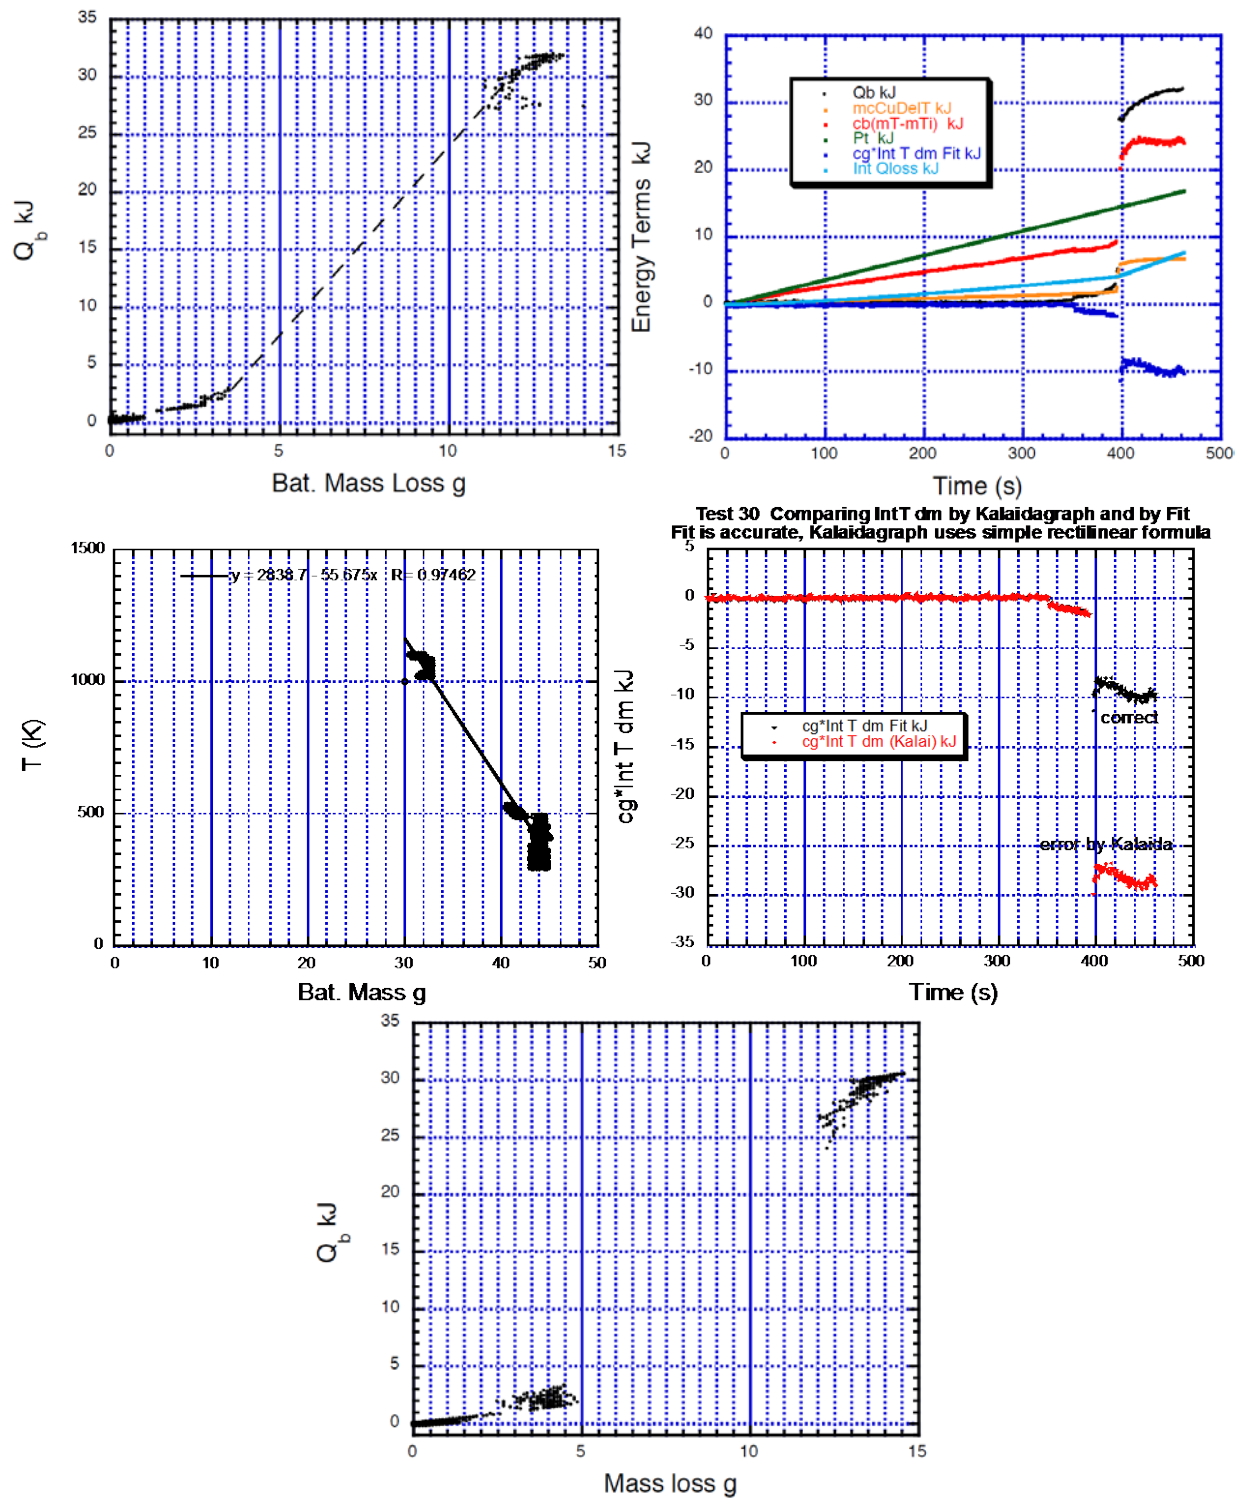 35
30
25
20
15
10
5
0
Q_b kJ
0 5 10 15
Bat. Mass Loss g
40
30
20
10
0
-10
-20
Energy Terms kJ
Qb kJ
mcCuDelT kJ
cb(mT-mTi) kJ
Pt kJ
cg*Int T dm Fit kJ
Int Qloss kJ
0 100 200 300 400 500
Time (s)
1500
1000
500
0
T (K)
y = 2838.7 - 55.675x R = 0.97462
0 10 20 30 40 50
Bat. Mass g
Test 30 Comparing IntT dm by Kalaidagraph and by Fit
Fit is accurate, Kalaidagraph uses simple rectilinear formula
5
0
-5
-10
-15
-20
-25
-30
-35
cg*Int T dm kJ
correct
cg*Int T dm Fit kJ
cg*Int T dm (Kalai) kJ
error by Kalaida
0 100 200 300 400 500
Time (s)
35
30
25
20
15
10
5
0
Q_b kJ
0 5 10 15
Mass loss g